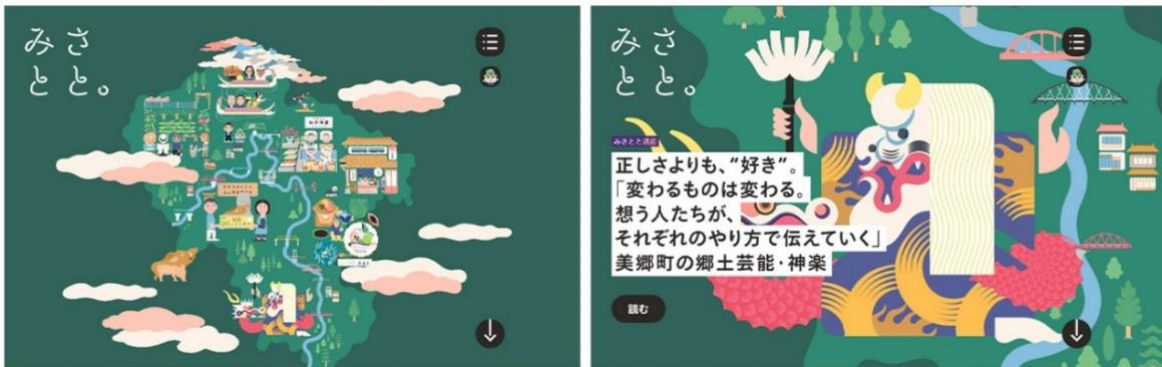 みさ
とと。
みさ
とと。
みさとと通信
正しさよりも、“好き”。
「変わるものは変わる。
想う人たちが、
それぞれのやり方で伝えていく」
美郷町の郷土芸能・神楽
読む